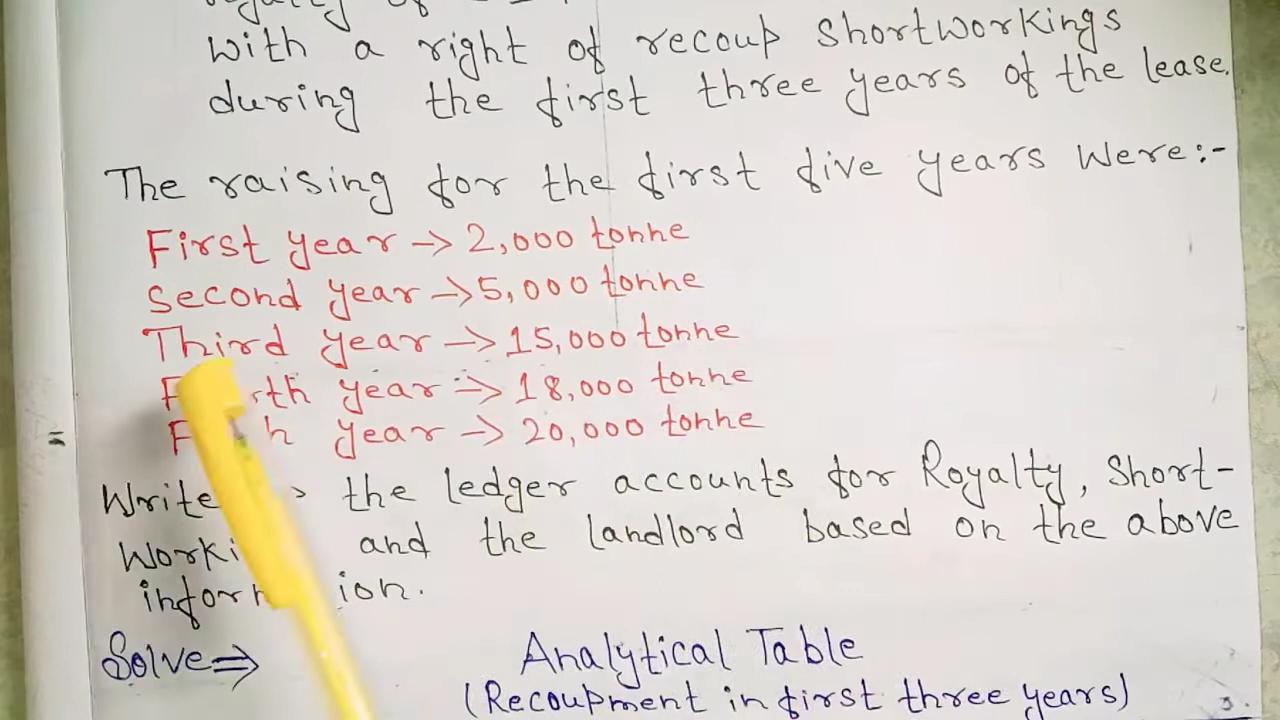 with a right of recoup shortworkings
during the first three years of the lease.
The raising for the first five years were:-
First year → 2,000 tonne
Second year → 5,000 tonne
Third year → 15,000 tonne
year → 18,000 tonne
year → 20,000 tonne
Write the ledger accounts for Royalty, Short-
and the landlord based on the above
Solve ⇒ Analytical Table
(Recoupment in first three years)